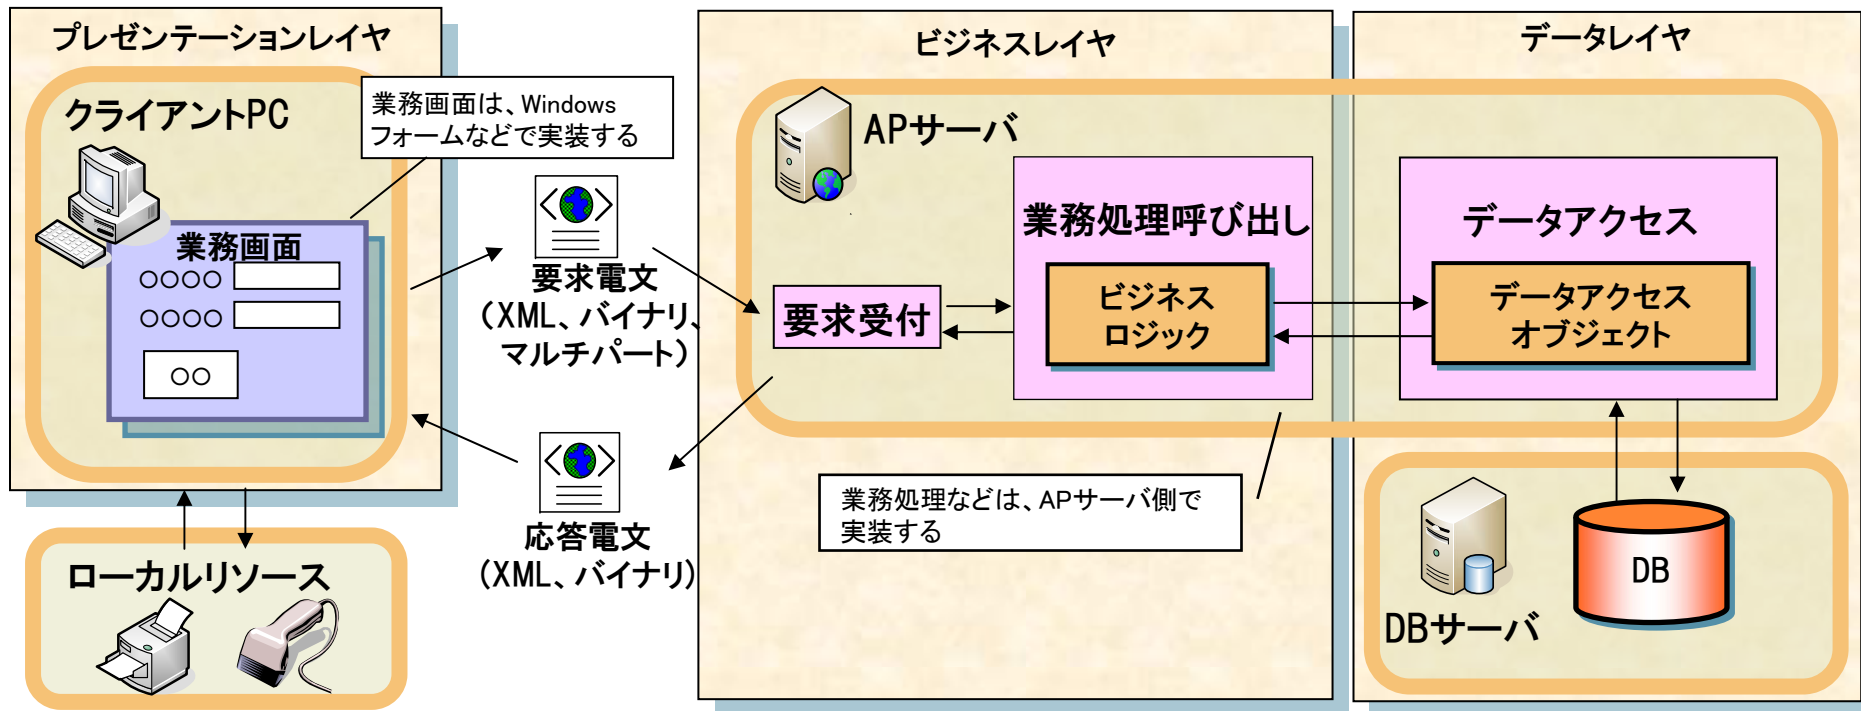 プレゼンテーションレイヤ
クライアントPC
業務画面は、Windows
フォームなどで実装する
業務画面
○○○○
○○○○
○○
ローカルリソース
要求電文
(XML、バイナリ、
マルチパート)
応答電文
(XML、バイナリ)
ビジネスレイヤ
APサーバ
要求受付
業務処理呼び出し
ビジネス
ロジック
業務処理などは、APサーバ側で
実装する
データレイヤ
データアクセス
データアクセス
オブジェクト
DBサーバ
DB